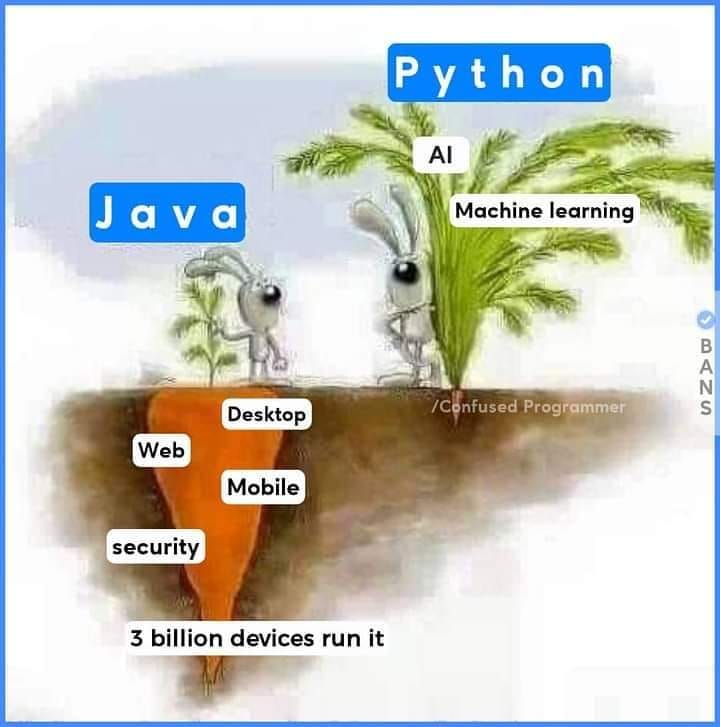 Python
AI
Machine learning
Java
Desktop
/Confused Programmer
Web
Mobile
security
3 billion devices run it
BANS